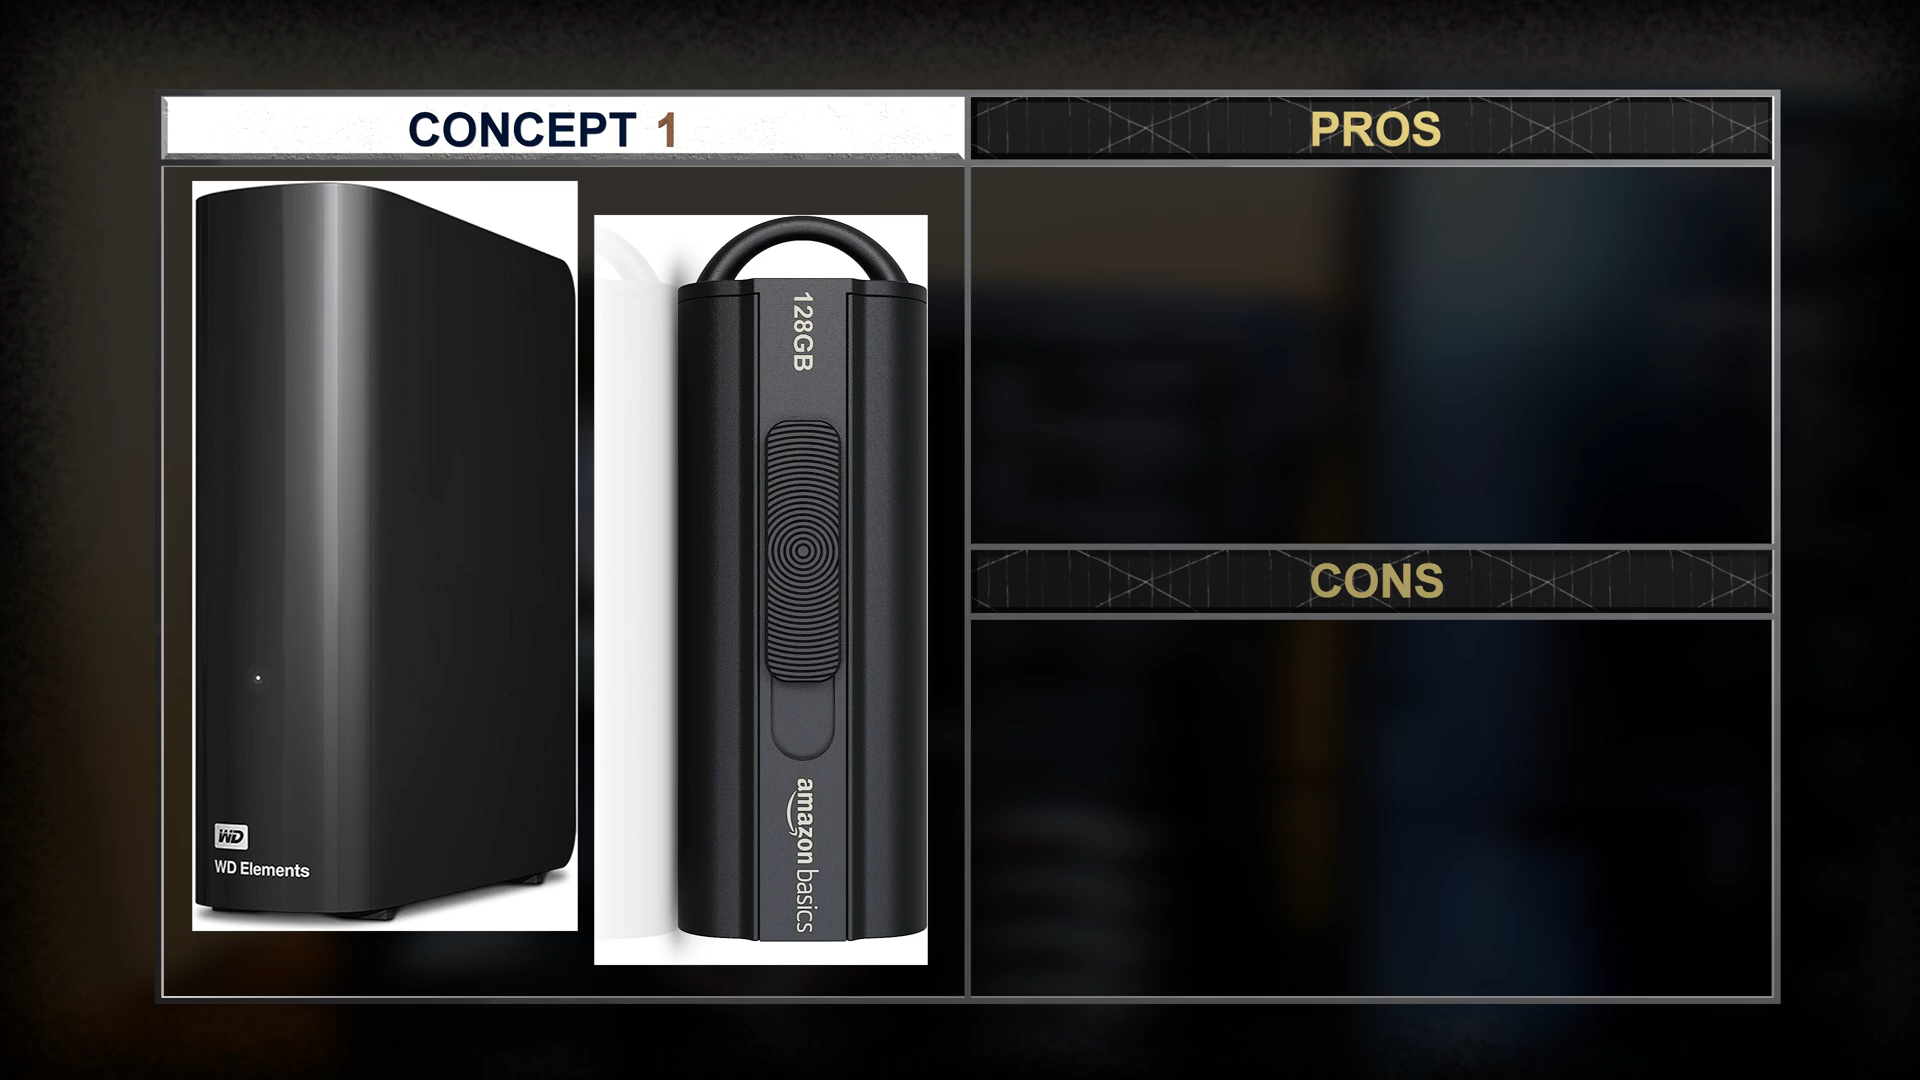 CONCEPT 1
PROS
128GB
amazon basics
WD
WD Elements
CONS